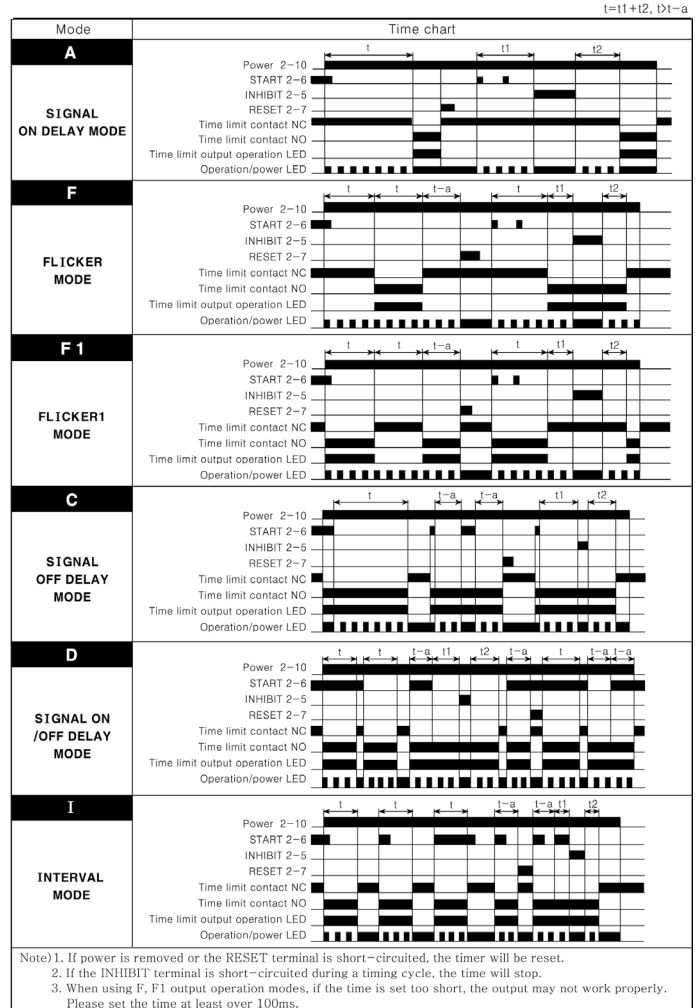 t=t1+t2, t>t-a
Mode Time chart
A
SIGNAL
ON DELAY MODE
t t1 t2
Power 2-10
START 2-6
INHIBIT 2-5
RESET 2-7
Time limit contact NC
Time limit contact NO
Time limit output operation LED
Operation/power LED
F
FLICKER
MODE
t t t-a t t1 t2
Power 2-10
START 2-6
INHIBIT 2-5
RESET 2-7
Time limit contact NC
Time limit contact NO
Time limit output operation LED
Operation/power LED
F 1
FLICKER1
MODE
t t t-a t t1 t2
Power 2-10
START 2-6
INHIBIT 2-5
RESET 2-7
Time limit contact NC
Time limit contact NO
Time limit output operation LED
Operation/power LED
C
SIGNAL
OFF DELAY
MODE
t t-a t-a t1 t2
Power 2-10
START 2-6
INHIBIT 2-5
RESET 2-7
Time limit contact NC
Time limit contact NO
Time limit output operation LED
Operation/power LED
D
SIGNAL ON
/OFF DELAY
MODE
t t t-a t1 t2 t-a t t-a t-a
Power 2-10
START 2-6
INHIBIT 2-5
RESET 2-7
Time limit contact NC
Time limit contact NO
Time limit output operation LED
Operation/power LED
I
INTERVAL
MODE
t t t t-a t-a t1 t2
Power 2-10
START 2-6
INHIBIT 2-5
RESET 2-7
Time limit contact NC
Time limit contact NO
Time limit output operation LED
Operation/power LED
Note)1. If power is removed or the RESET terminal is short-circuited, the timer will be reset.
2. If the INHIBIT terminal is short-circuited during a timing cycle, the time will stop.
3. When using F, F1 output operation modes, if the time is set too short, the output may not work properly.
Please set the time at least over 100ms.